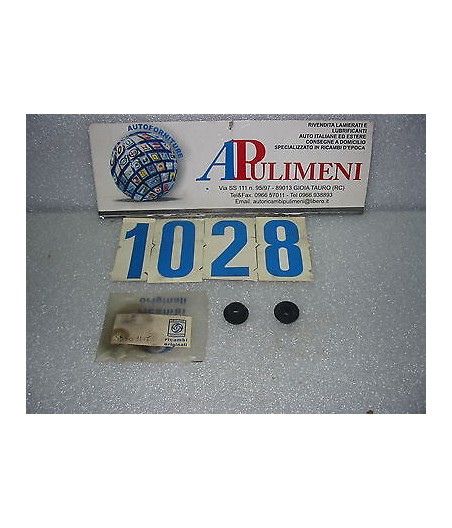 AUTOFORNITURE
RIVENDITA LAMIERATI E
LUBRIFICANTI
AUTO ITALIANE ED ESTERE
CONSEGNE A DOMICILIO
SPECIALIZZATO IN RICAMBI D'EPOCA
APULIMENI
Via SS 111 n. 95/97 - 89013 GIOIA TAURO (RC)
Tel&Fax. 0966 57011 - Tel 0966 938893
Email. autoricambipulimeni@libero.it
1028
ricambi
originali